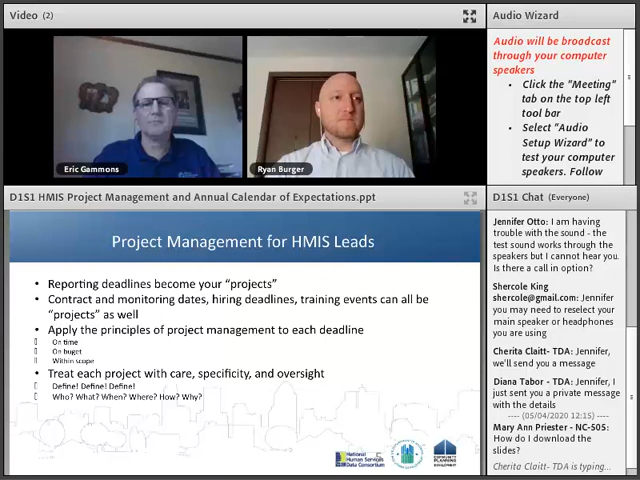 Video (2)
Eric Gammons
Ryan Burger
Audio Wizard
Audio will be broadcast
through your computer
speakers
• Click the "Meeting"
tab on the top left
tool bar
• Select "Audio
Setup Wizard" to
test your computer
speakers. Follow
D1S1 HMIS Project Management and Annual Calendar of Expectations.ppt
Project Management for HMIS Leads
• Reporting deadlines become your "projects"
• Contract and monitoring dates, hiring deadlines, training events can all be
"projects" as well
• Apply the principles of project management to each deadline
On time
On buget
Within scope
• Treat each project with care, specificity, and oversight
Define! Define! Define!
Who? What? When? Where? How? Why?
National
Human Services
Data Consortium
COMMUNITY
PLANNING
DEVELOPMENT
D1S1 Chat (Everyone)
Jennifer Otto: I am having
trouble with the sound - the
test sound works through the
speakers but I cannot hear you.
Is there a call in option?
Shercole King
shercole@gmail.com: Jennifer
you may need to reselect your
main speaker or headphones
you are using
Cherita Claitt- TDA: Jennifer,
we'll send you a message
Diana Tabor - TDA: Jennifer, I
just sent you a private message
with the details
---- (05/04/2020 12:15) -----
Mary Ann Priester - NC-505:
How do I download the
slides?
Cherita Claitt- TDA is typing...